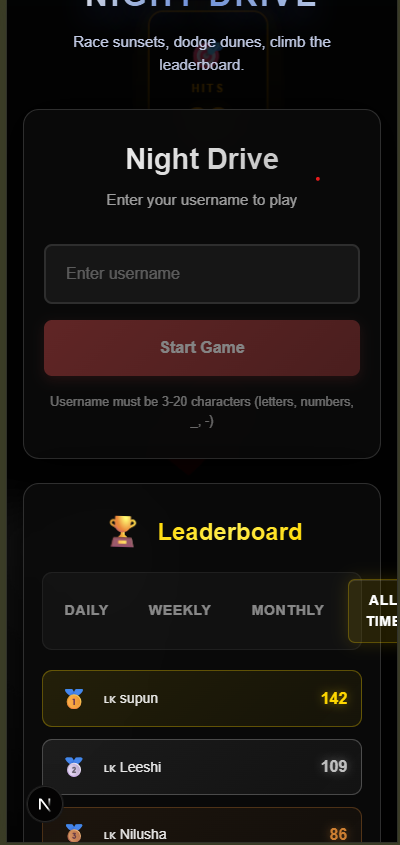 NIGHT DRIVE
Race sunsets, dodge dunes, climb the
leaderboard.
HITS
Night Drive
Enter your username to play
Enter username
Start Game
Username must be 3-20 characters (letters, numbers,
_, -)
Leaderboard
DAILY WEEKLY MONTHLY ALL
TIME
1 LK supun 142
2 LK Leeshi 109
N
3 LK Nilusha 86